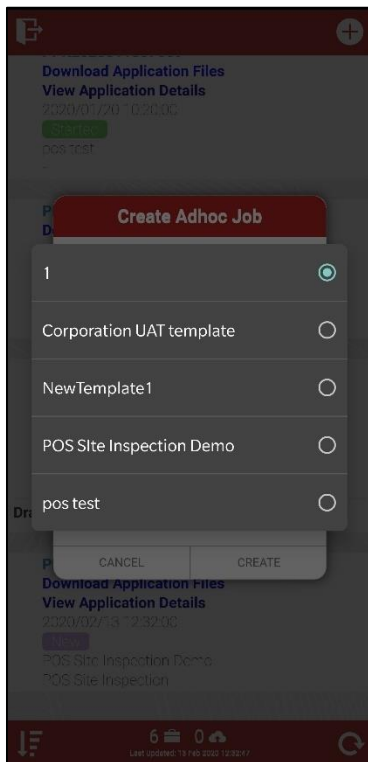 Download Application Files
View Application Details
2020/01/20 10:20:00
Started
pos test
Create Adhoc Job
1
Corporation UAT template
NewTemplate1
POS SIte Inspection Demo
pos test
CANCEL
CREATE
Download Application Files
View Application Details
2020/02/13 12:32:00
New
POS Site Inspection Demo
POS Site Inspection
6
0
Last updated: 13 Feb 2020 12:32:47